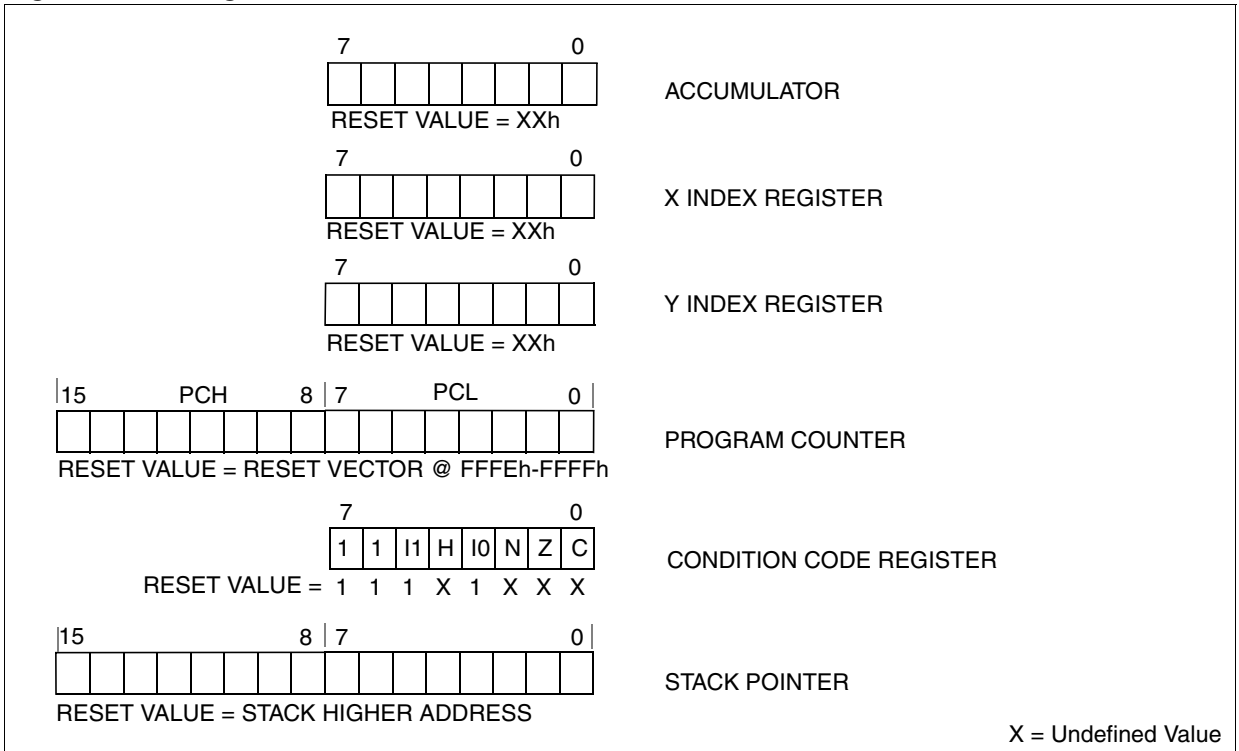 7 0
ACCUMULATOR
RESET VALUE = XXh
7 0
X INDEX REGISTER
RESET VALUE = XXh
7 0
Y INDEX REGISTER
RESET VALUE = XXh
15 PCH 8 7 PCL 0
PROGRAM COUNTER
RESET VALUE = RESET VECTOR @ FFFEh-FFFFh
7 0
1 1 I1 H I0 N Z C
CONDITION CODE REGISTER
RESET VALUE = 1 1 1 X 1 X X X
15 8 7 0
STACK POINTER
RESET VALUE = STACK HIGHER ADDRESS
X = Undefined Value